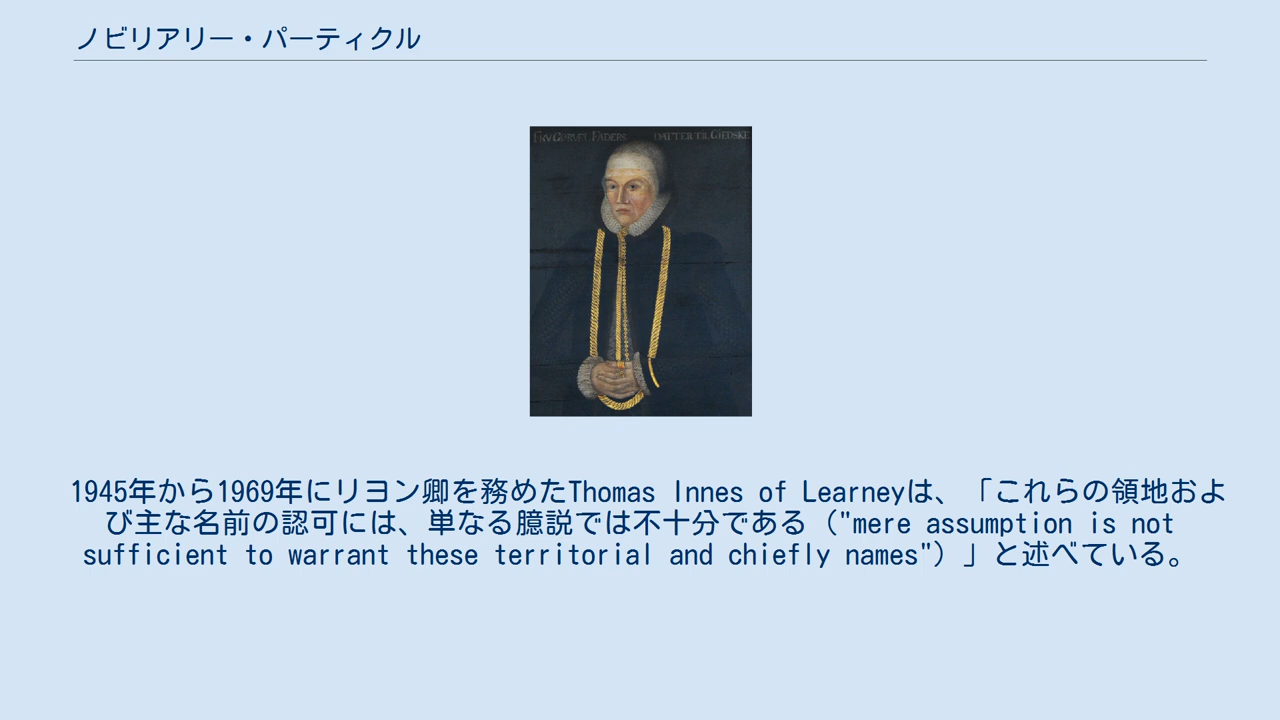 ノビリアリー・パーティクル
DATTER TIL GIEDSKE
1945年から1969年にリヨン卿を務めたThomas Innes of Learneyは、「これらの領地およ
び主な名前の認可には、単なる臆説では不十分である（"mere assumption is not
sufficient to warrant these territorial and chiefly names"）」と述べている。